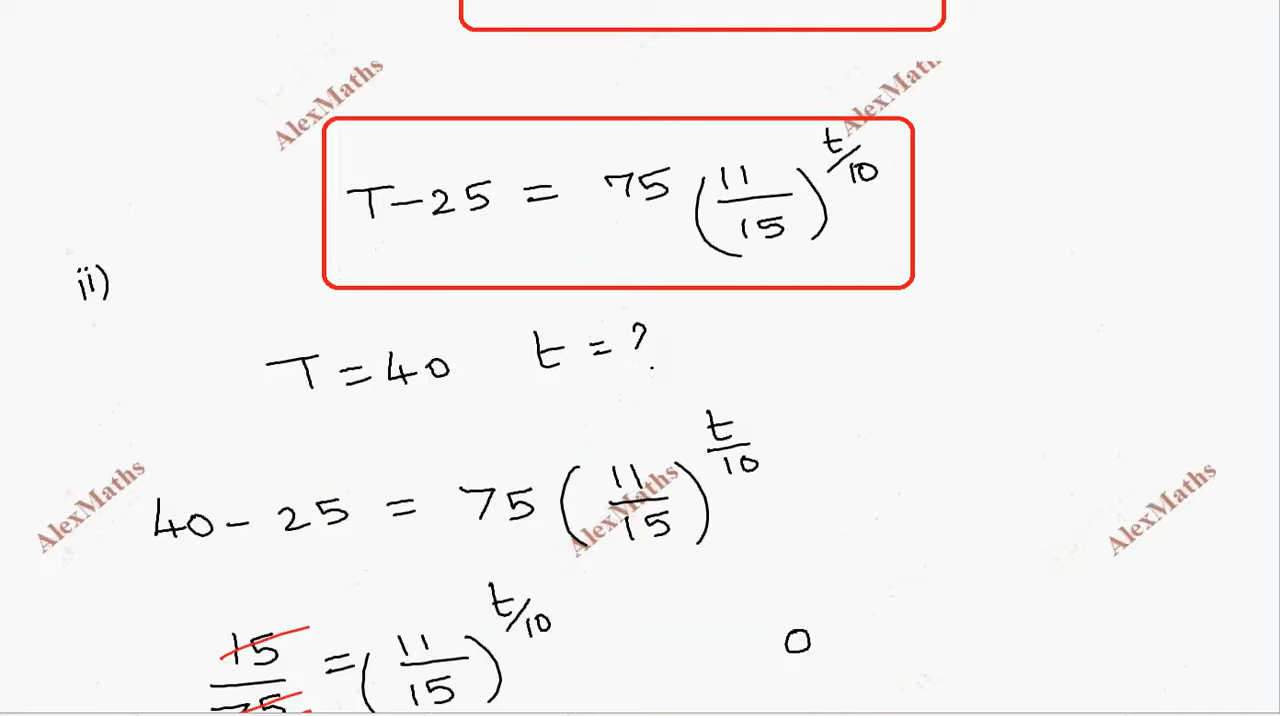 AlexMaths AlexMaths
T-25 = 75 (11/15)^t/10
ii)
T=40 t = ?
AlexMaths AlexMaths AlexMaths
40-25 = 75 (11/15)^t/10
15/75 = (11/15)^t/10
0